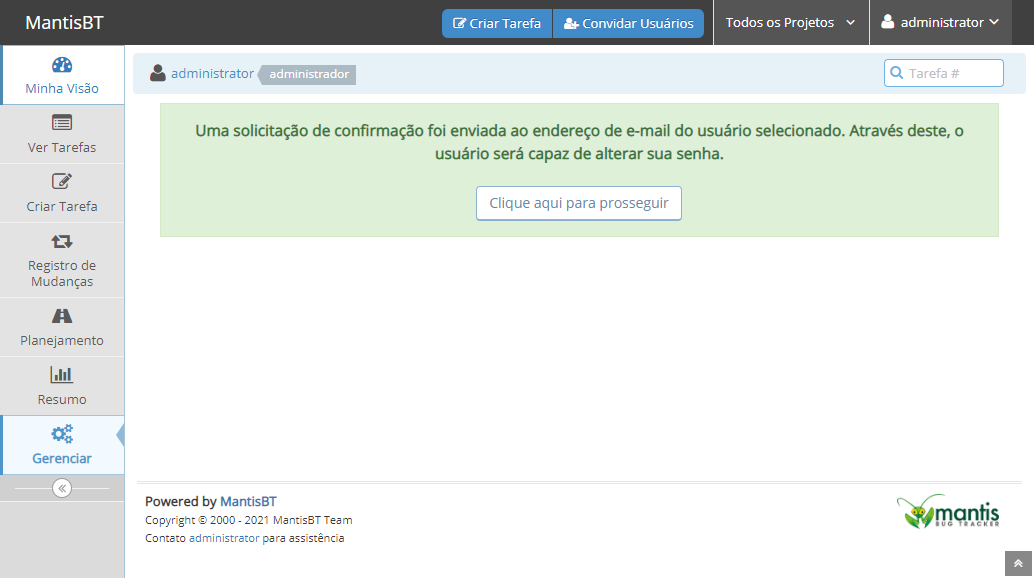 MantisBT
Criar Tarefa
Convidar Usuários
Todos os Projetos
administrator
Minha Visão
Ver Tarefas
Criar Tarefa
Registro de
Mudanças
Planejamento
Resumo
Gerenciar
administrator administrador
Tarefa #
Uma solicitação de confirmação foi enviada ao endereço de e-mail do usuário selecionado. Através deste, o
usuário será capaz de alterar sua senha.
Clique aqui para prosseguir
Powered by MantisBT
Copyright © 2000 - 2021 MantisBT Team
Contato administrator para assistência
mantis
BUG TRACKER